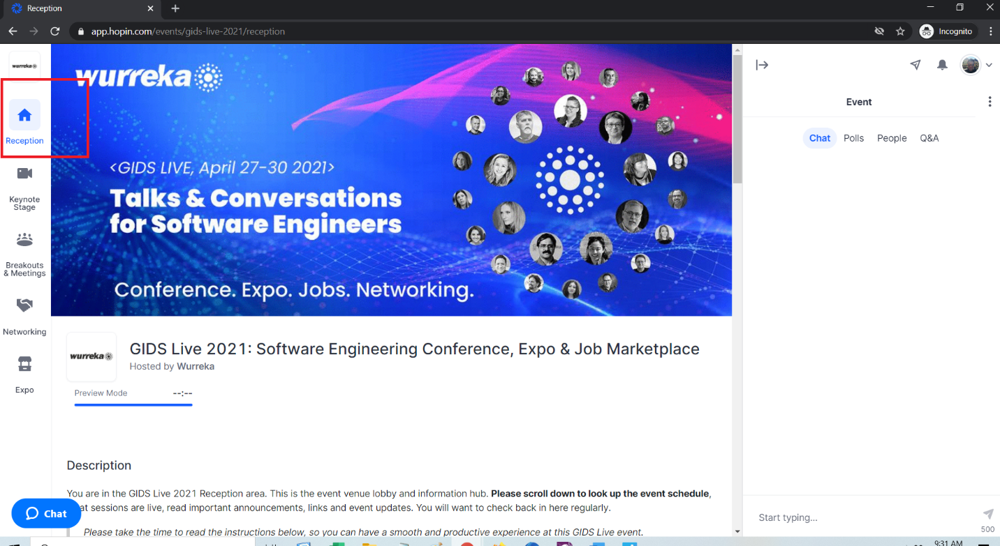 Reception
app.hopin.com/events/gids-live-2021/reception
Incognito
wurreka
Reception
Keynote
Stage
Breakouts
& Meetings
Networking
Expo
Chat
wurreka
<GIDS LIVE, April 27-30 2021>
Talks & Conversations
for Software Engineers
Conference. Expo. Jobs. Networking.
wurreka
GIDS Live 2021: Software Engineering Conference, Expo & Job Marketplace
Hosted by Wurreka
Preview Mode --:--
Description
You are in the GIDS Live 2021 Reception area. This is the event venue lobby and information hub. Please scroll down to look up the event schedule,
at sessions are live, read important announcements, links and event updates. You will want to check back in here regularly.
Please take the time to read the instructions below, so you can have a smooth and productive experience at this GIDS Live event.
Event
Chat Polls People Q&A
Start typing...
500
9:31 AM